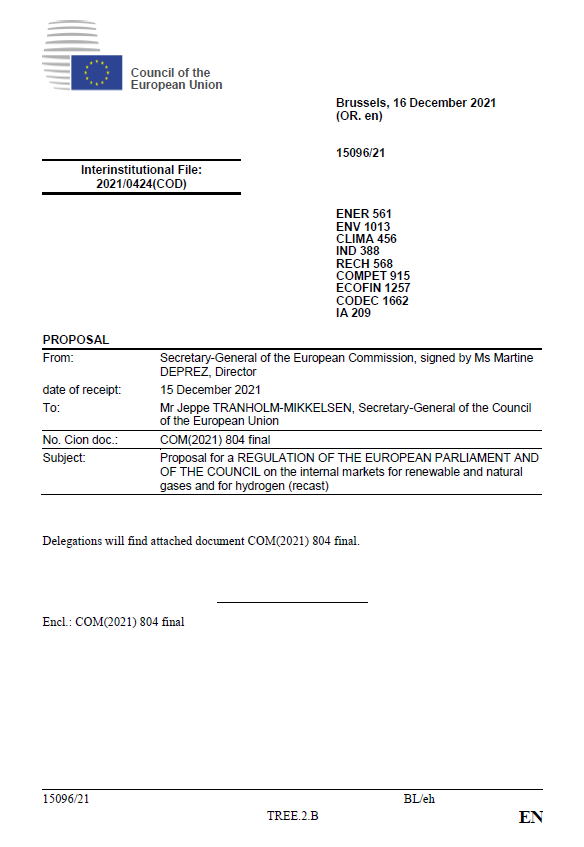 Council of the
European Union
Brussels, 16 December 2021
(OR. en)
15096/21
Interinstitutional File:
2021/0424(COD)
ENER 561
ENV 1013
CLIMA 456
IND 388
RECH 568
COMPET 915
ECOFIN 1257
CODEC 1662
IA 209
PROPOSAL
From: Secretary-General of the European Commission, signed by Ms Martine
DEPREZ, Director
date of receipt: 15 December 2021
To: Mr Jeppe TRANHOLM-MIKKELSEN, Secretary-General of the Council
of the European Union
No. Cion doc.: COM(2021) 804 final
Subject: Proposal for a REGULATION OF THE EUROPEAN PARLIAMENT AND
OF THE COUNCIL on the internal markets for renewable and natural
gases and for hydrogen (recast)
Delegations will find attached document COM(2021) 804 final.
Encl.: COM(2021) 804 final
15096/21 BL/eh
TREE.2.B EN